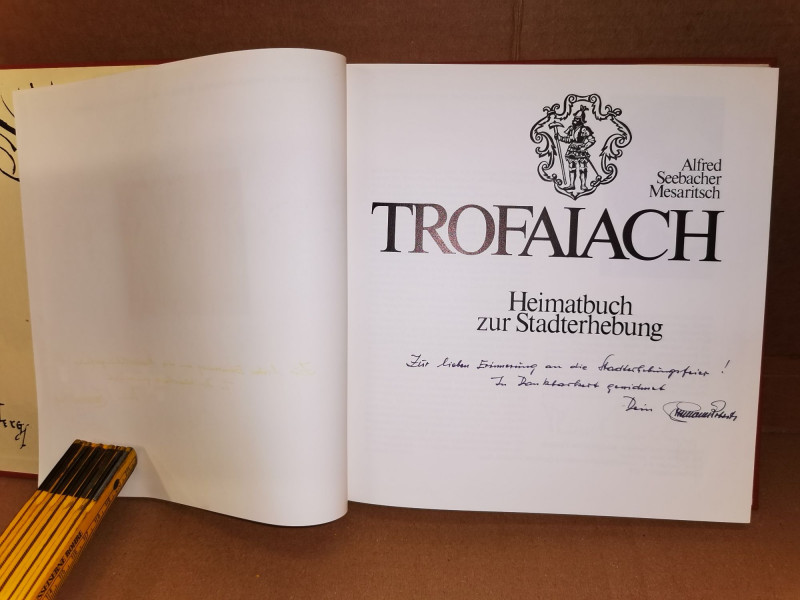 Alfred
Seebacher
Mesaritsch
TROFAIACH
Heimatbuch
zur Stadterhebung
Zur lieben Erinnerung an die Stadterhebungsfeier!
In Dankbarkeit gewidmet
Dein